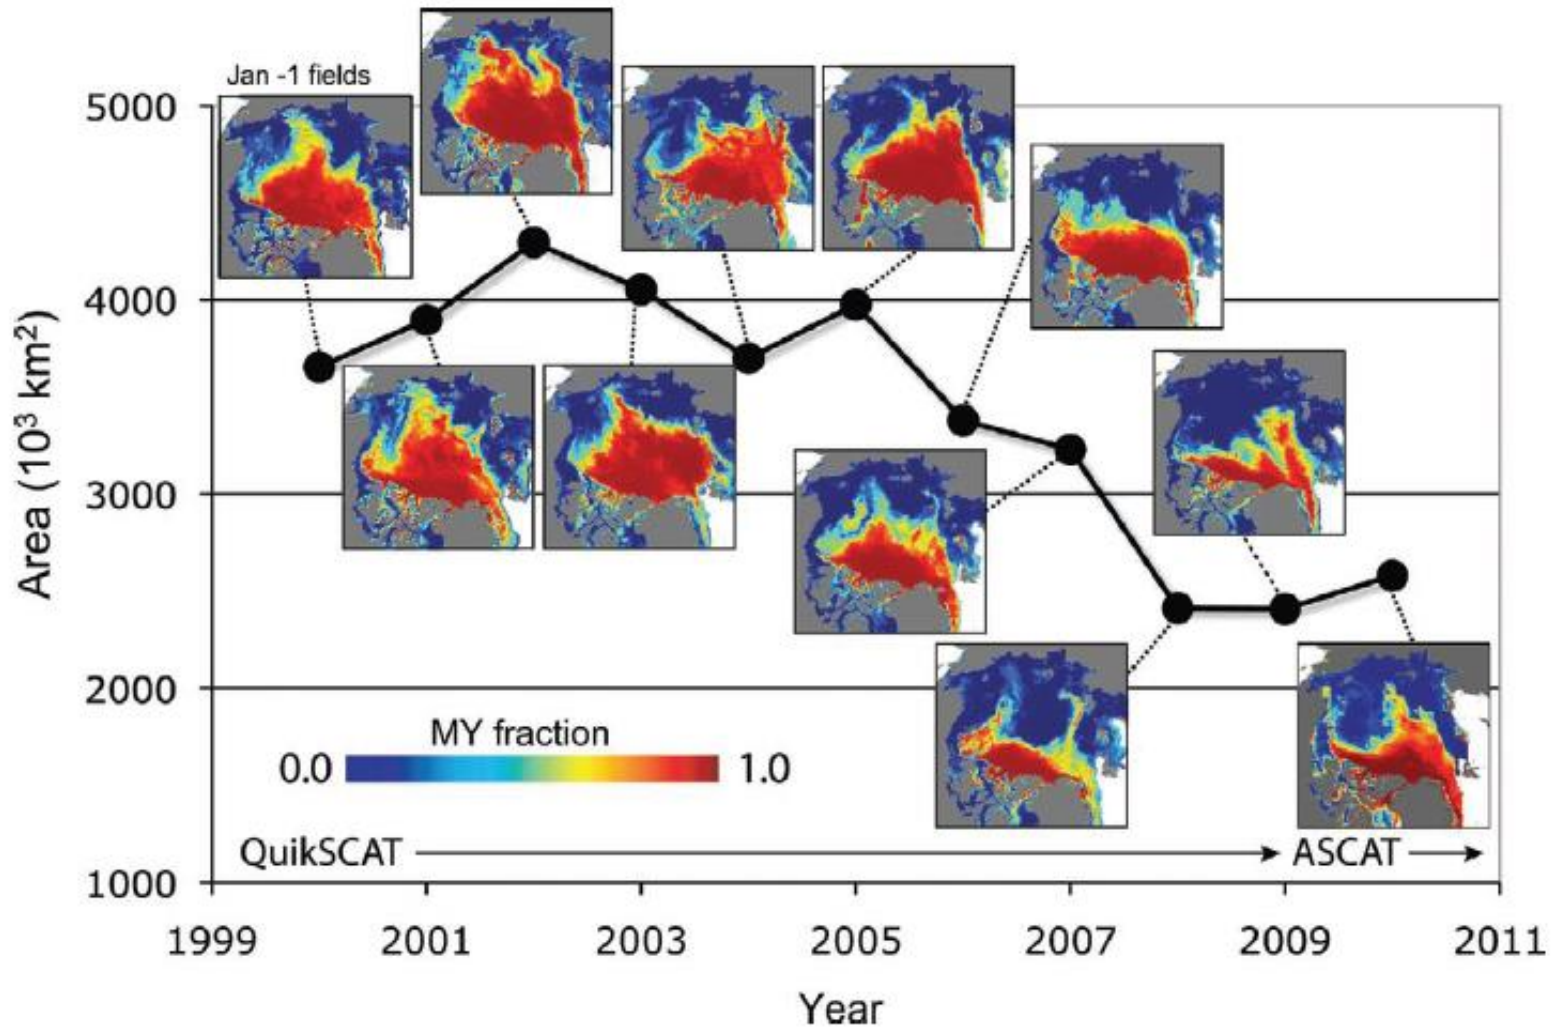 Jan -1 fields
5000
4000
3000
2000
1000
Area (10³ km²)
MY fraction
0.0 1.0
QuikSCAT ASCAT
1999 2001 2003 2005 2007 2009 2011
Year